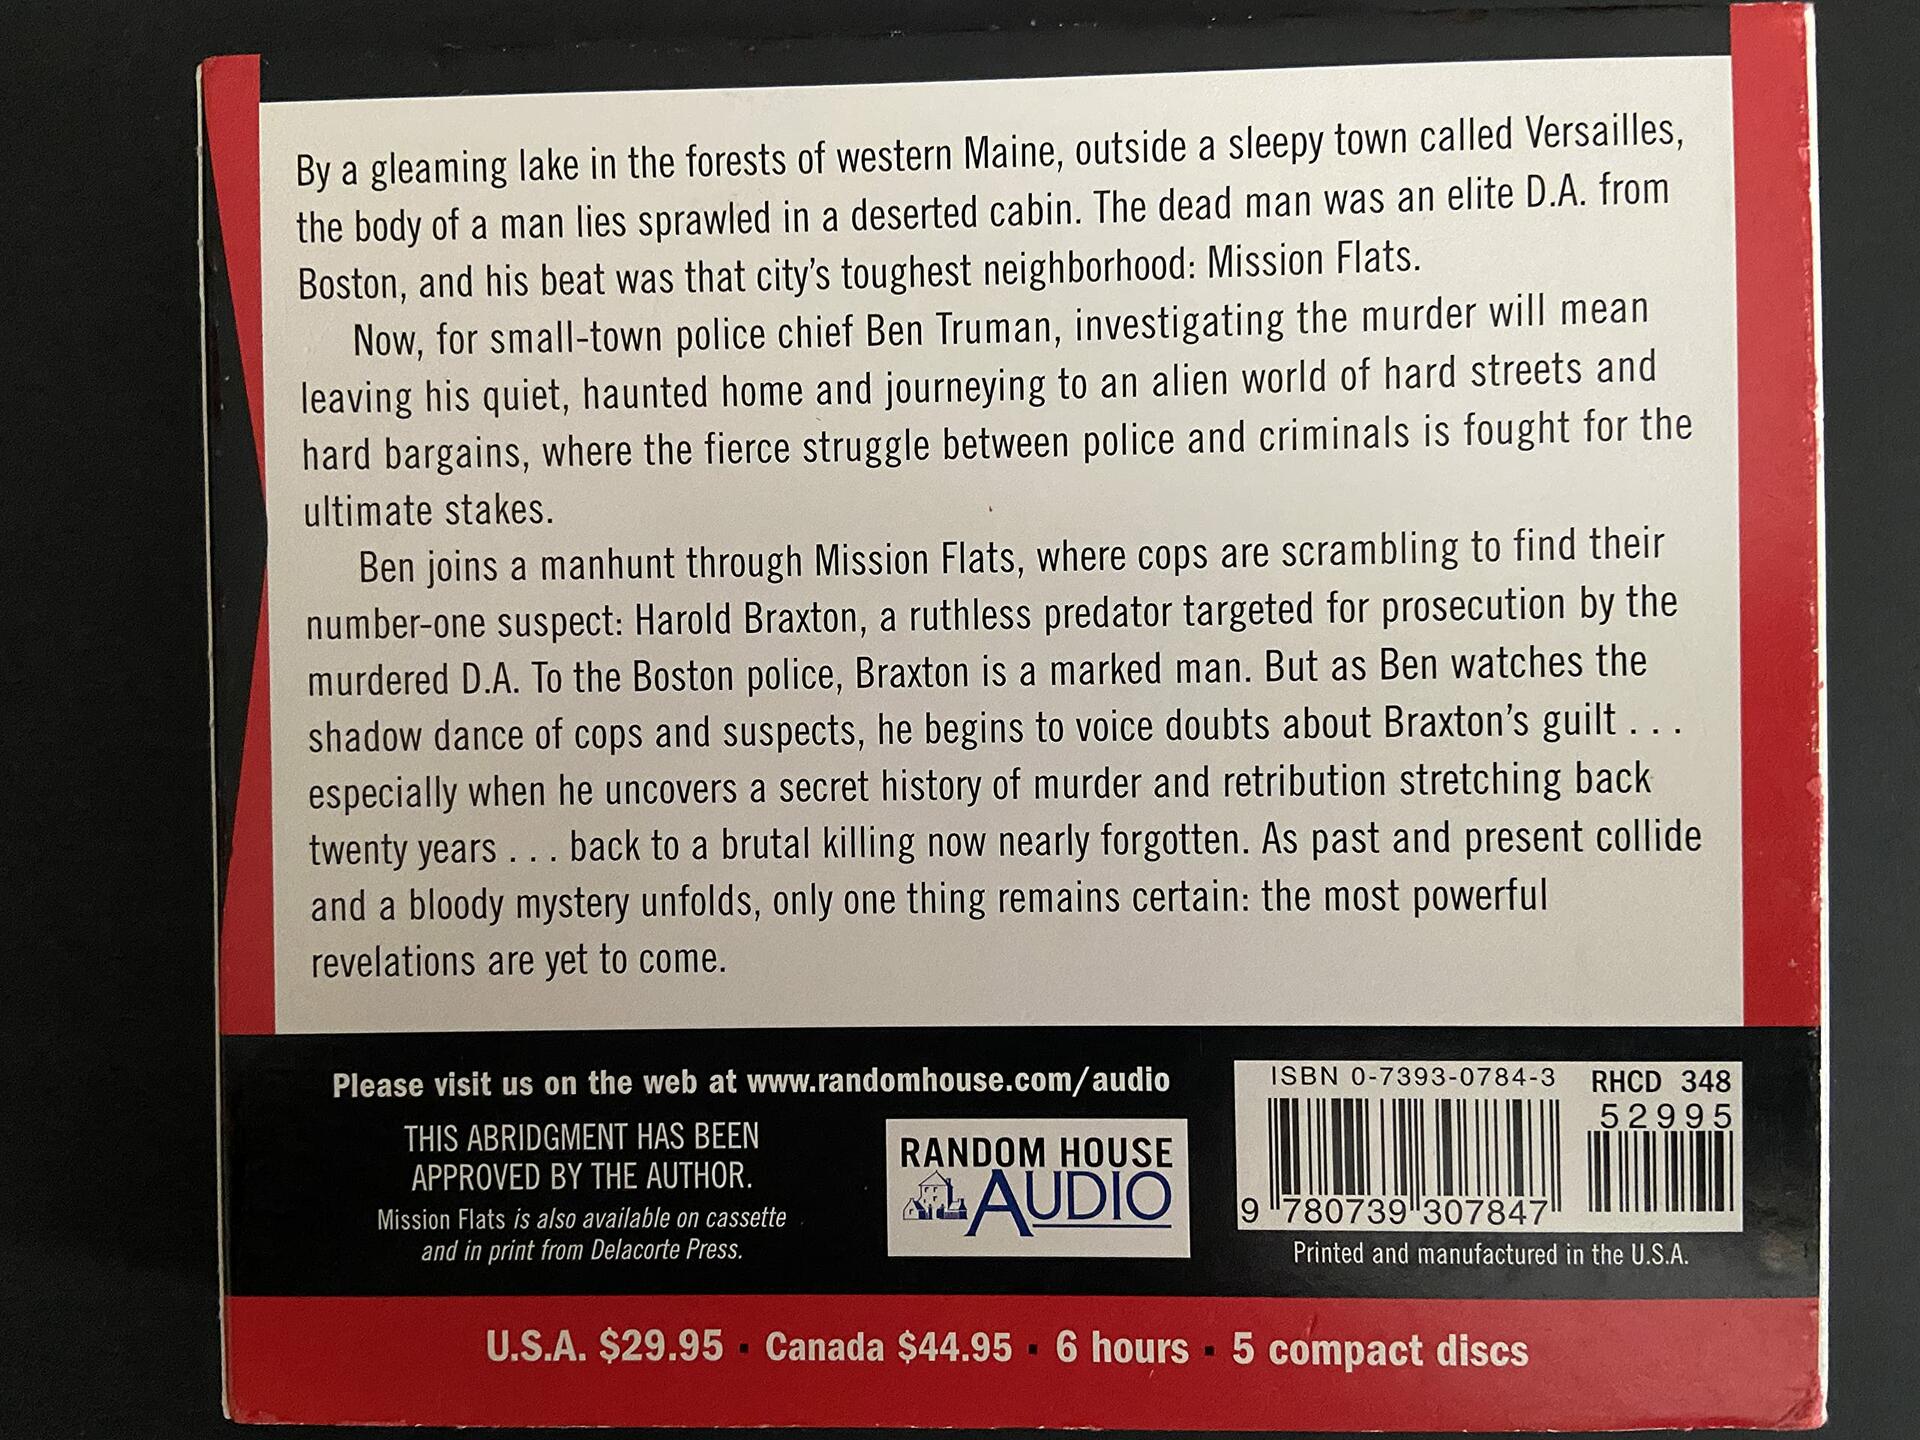 By a gleaming lake in the forests of western Maine, outside a sleepy town called Versailles,
the body of a man lies sprawled in a deserted cabin. The dead man was an elite D.A. from
Boston, and his beat was that city’s toughest neighborhood: Mission Flats.
Now, for small-town police chief Ben Truman, investigating the murder will mean
leaving his quiet, haunted home and journeying to an alien world of hard streets and
hard bargains, where the fierce struggle between police and criminals is fought for the
ultimate stakes.
Ben joins a manhunt through Mission Flats, where cops are scrambling to find their
number-one suspect: Harold Braxton, a ruthless predator targeted for prosecution by the
murdered D.A. To the Boston police, Braxton is a marked man. But as Ben watches the
shadow dance of cops and suspects, he begins to voice doubts about Braxton’s guilt . . .
especially when he uncovers a secret history of murder and retribution stretching back
twenty years . . . back to a brutal killing now nearly forgotten. As past and present collide
and a bloody mystery unfolds, only one thing remains certain: the most powerful
revelations are yet to come.
Please visit us on the web at www.randomhouse.com/audio
THIS ABRIDGMENT HAS BEEN
APPROVED BY THE AUTHOR.
Mission Flats is also available on cassette
and in print from Delacorte Press.
RANDOM HOUSE
AUDIO
ISBN 0-7393-0784-3
RHCD 348
52995
9 780739 307847
Printed and manufactured in the U.S.A.
U.S.A. $29.95 ▪ Canada $44.95 ▪ 6 hours ▪ 5 compact discs